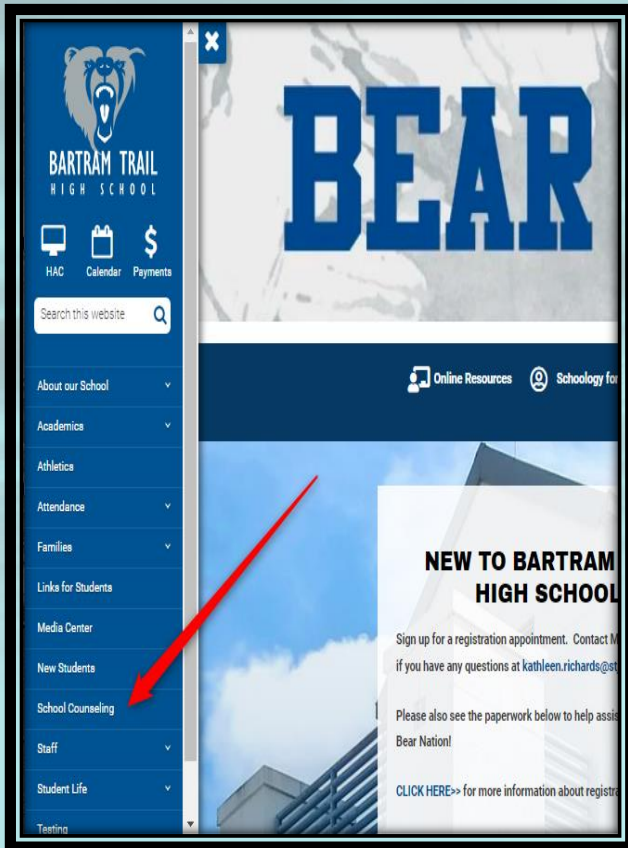 BARTRAM TRAIL
HIGH SCHOOL
HAC Calendar Payments
Search this website
About our School
Academics
Athletics
Attendance
Families
Links for Students
Media Center
New Students
School Counseling
Staff
Student Life
Testing
BEAR
Online Resources Schoology for
NEW TO BARTRAM
HIGH SCHOOL
Sign up for a registration appointment. Contact M
if you have any questions at kathleen.richards@st
Please also see the paperwork below to help assis
Bear Nation!
CLICK HERE>> for more information about registra